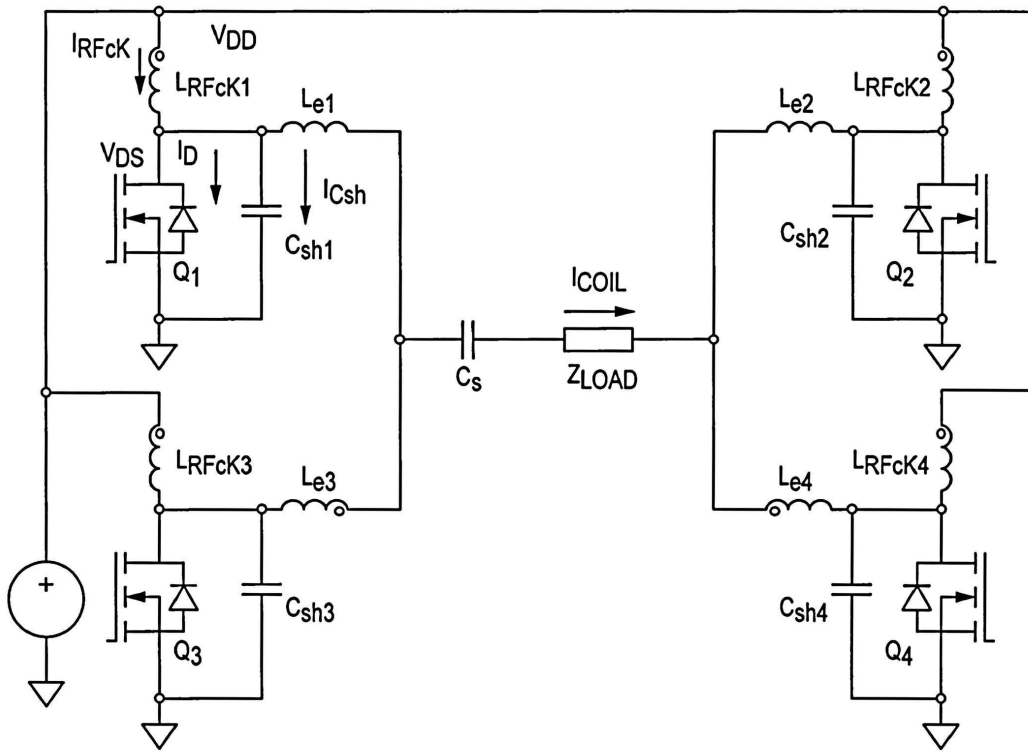 V_DD
I_RFcK
L_RFcK1
L_e1
L_e2
L_RFcK2
V_DS
I_D
I_Csh
C_sh1
Q_1
C_sh2
Q_2
I_COIL
C_s
Z_LOAD
L_RFcK3
L_e3
L_e4
L_RFcK4
+
C_sh3
Q_3
C_sh4
Q_4